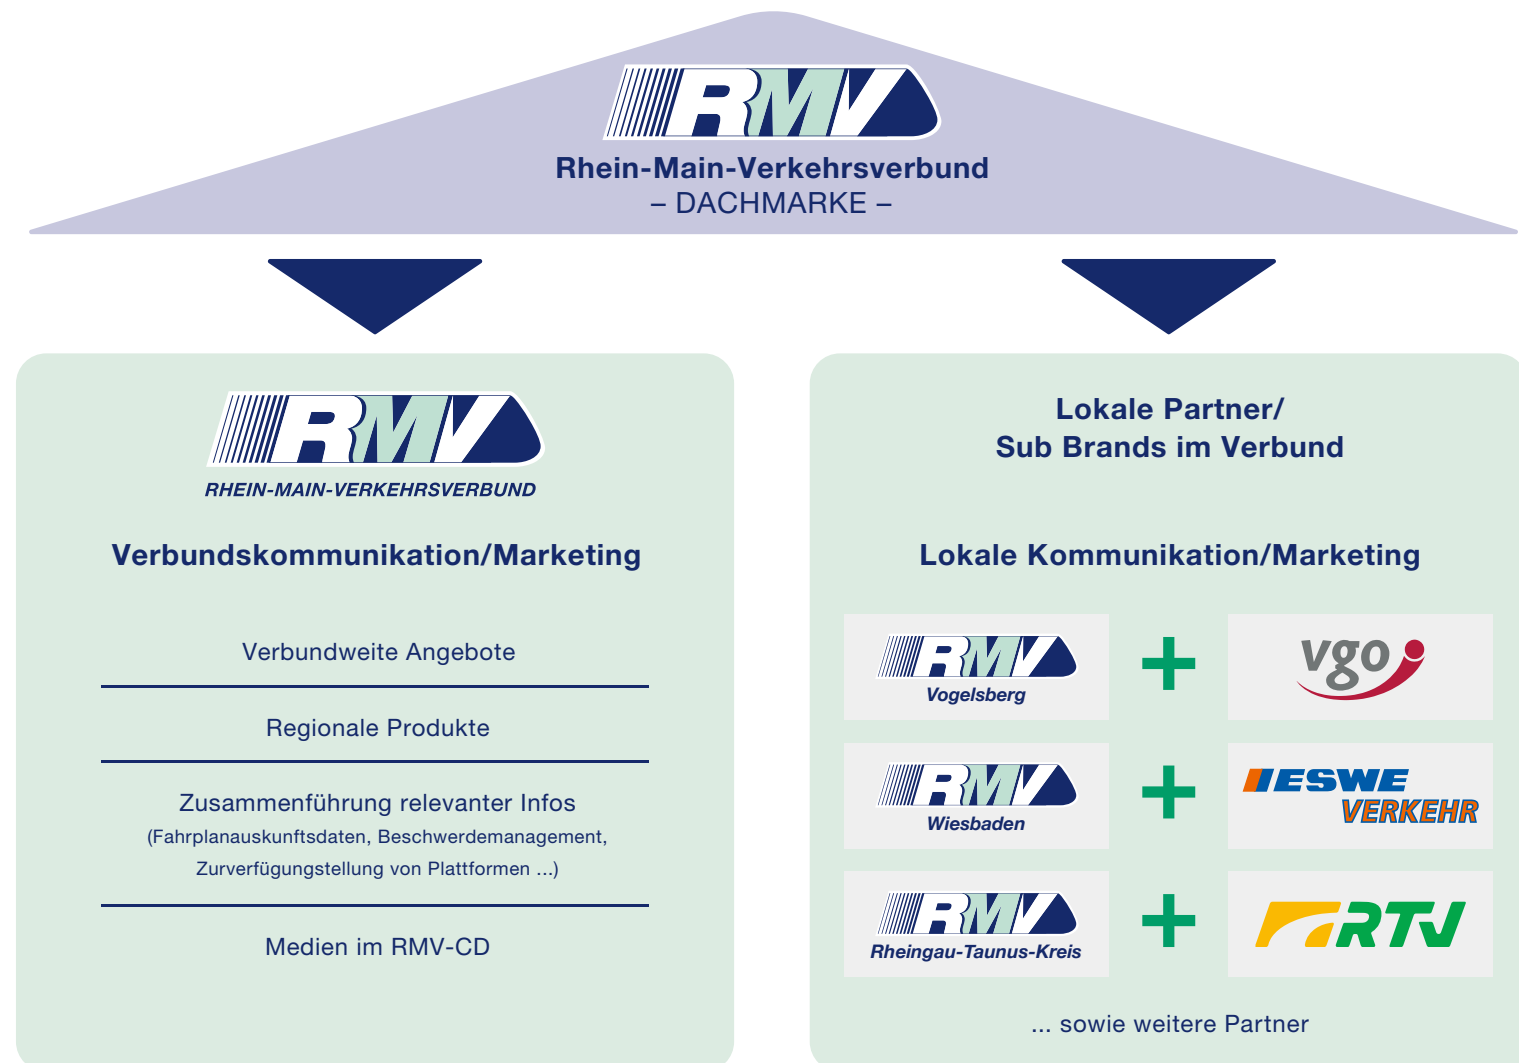 RMV
Rhein-Main-Verkehrsverbund
– DACHMARKE –
RMV
RHEIN-MAIN-VERKEHRSVERBUND
Verbundskommunikation/Marketing
Verbundweite Angebote
Regionale Produkte
Zusammenführung relevanter Infos
(Fahrplanauskunftsdaten, Beschwerdemanagement,
Zurverfügungstellung von Plattformen ...)
Medien im RMV-CD
Lokale Partner/
Sub Brands im Verbund
Lokale Kommunikation/Marketing
RMV
Vogelsberg
+
vgo
RMV
Wiesbaden
+
ESWE
VERKEHR
RMV
Rheingau-Taunus-Kreis
+
RTV
... sowie weitere Partner